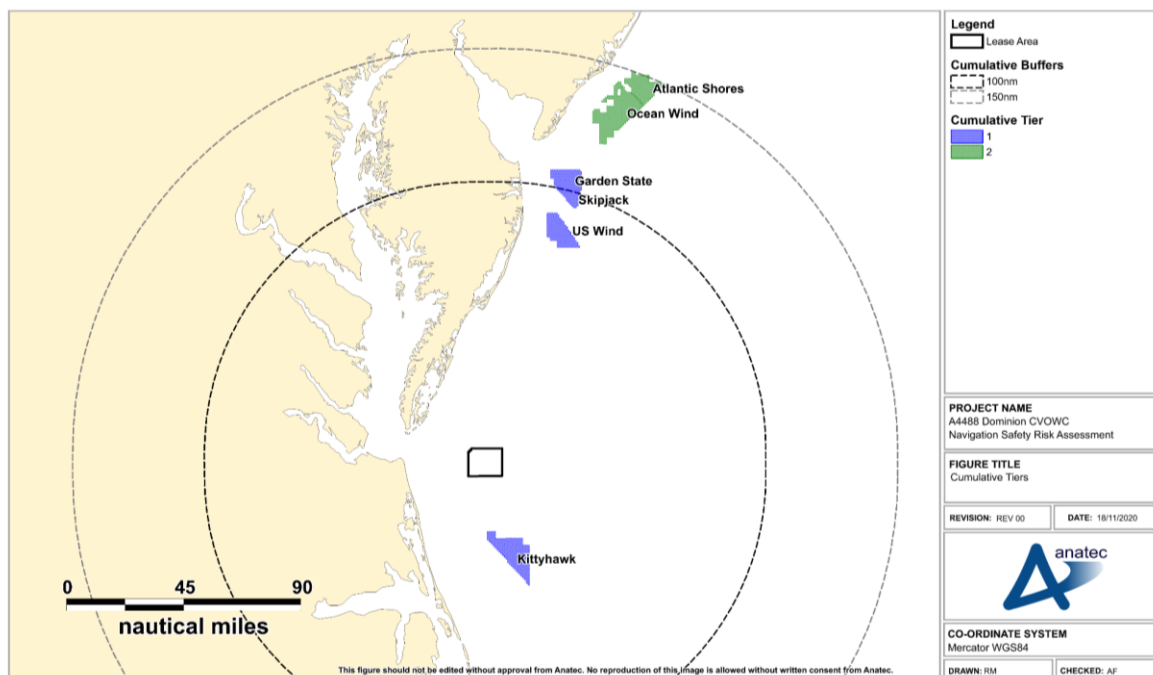 Atlantic Shores
Ocean Wind
Garden State
Skipjack
US Wind
Kittyhawk
0 45 90
nautical miles
This figure should not be edited without approval from Anatec. No reproduction of this image is allowed without written consent from Anatec.
Legend
Lease Area
Cumulative Buffers
100nm
150nm
Cumulative Tier
1
2
PROJECT NAME
A4488 Dominion CVOWC
Navigation Safety Risk Assessment
FIGURE TITLE
Cumulative Tiers
REVISION: REV 00 DATE: 18/11/2020
anatec
CO-ORDINATE SYSTEM
Mercator WGS84
DRAWN: RM CHECKED: AF